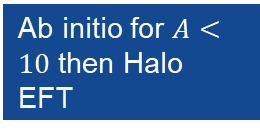 Ab initio for A <
10 then Halo
EFT